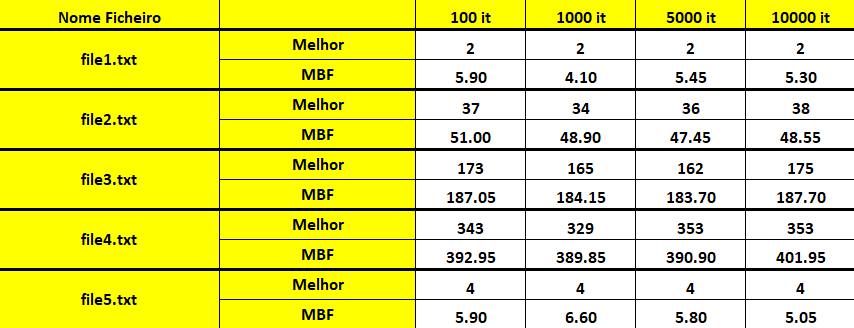 Nome Ficheiro 100 it 1000 it 5000 it 10000 it
file1.txt Melhor 2 2 2 2
MBF 5.90 4.10 5.45 5.30
file2.txt Melhor 37 34 36 38
MBF 51.00 48.90 47.45 48.55
file3.txt Melhor 173 165 162 175
MBF 187.05 184.15 183.70 187.70
file4.txt Melhor 343 329 353 353
MBF 392.95 389.85 390.90 401.95
file5.txt Melhor 4 4 4 4
MBF 5.90 6.60 5.80 5.05